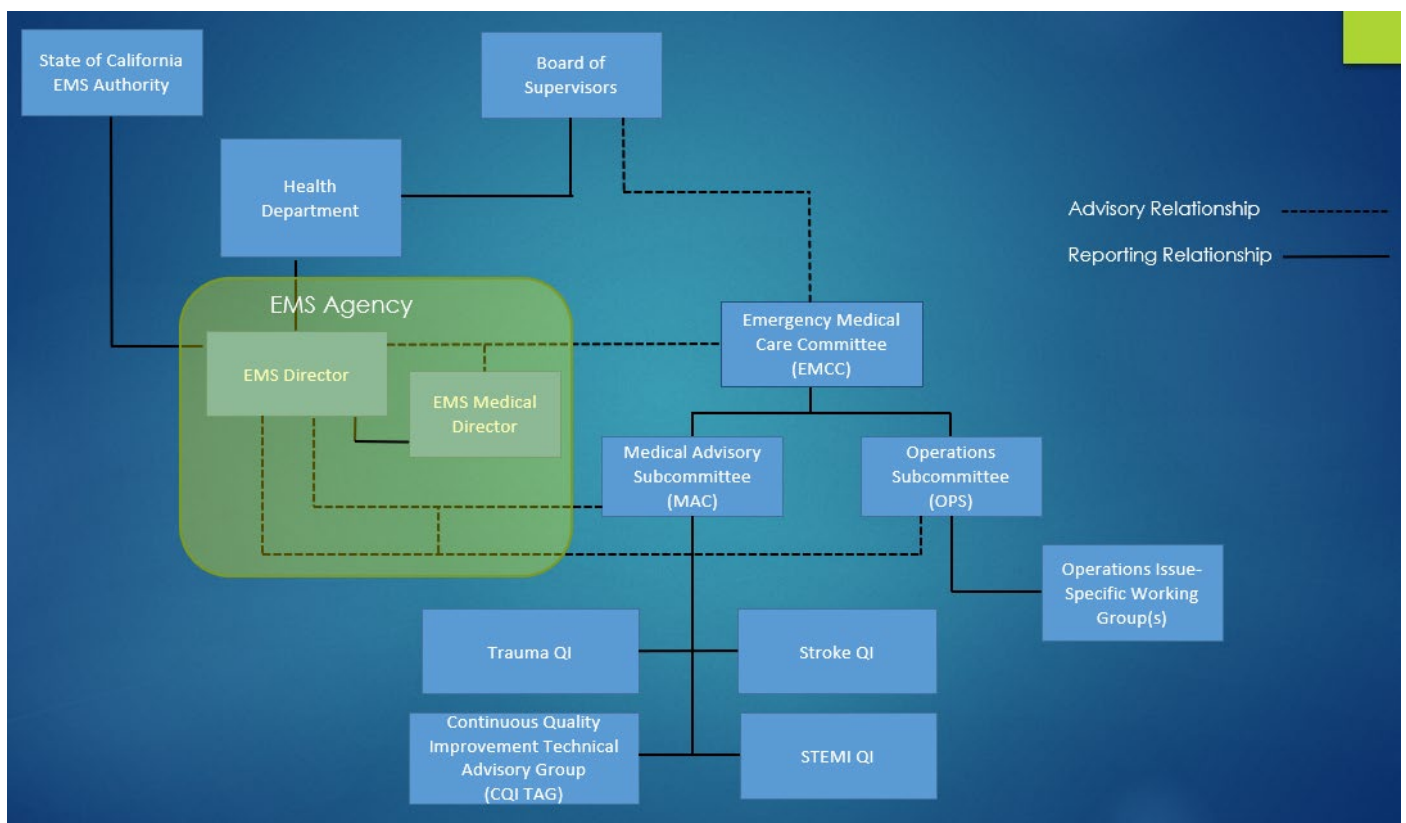 State of California
EMS Authority
Board of
Supervisors
Health
Department
Advisory Relationship
Reporting Relationship
EMS Agency
EMS Director
EMS Medical
Director
Emergency Medical
Care Committee
(EMCC)
Medical Advisory
Subcommittee
(MAC)
Operations
Subcommittee
(OPS)
Operations Issue-
Specific Working
Group(s)
Trauma QI
Stroke QI
Continuous Quality
Improvement Technical
Advisory Group
(CQI TAG)
STEMI QI